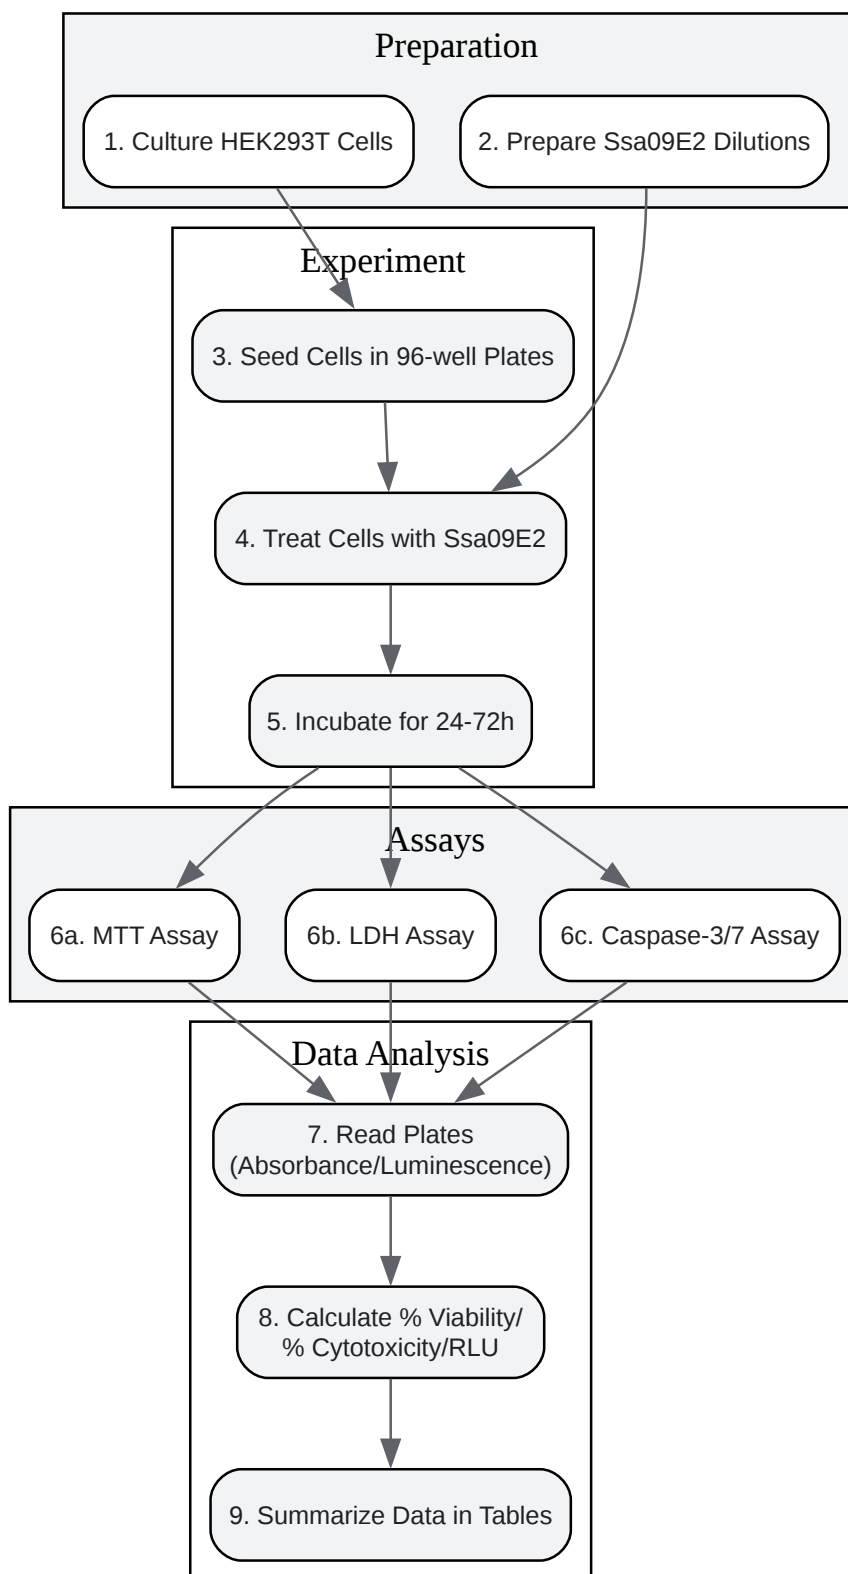 Preparation
1. Culture HEK293T Cells
2. Prepare Ssa09E2 Dilutions
Experiment
3. Seed Cells in 96-well Plates
4. Treat Cells with Ssa09E2
5. Incubate for 24-72h
Assays
6a. MTT Assay
6b. LDH Assay
6c. Caspase-3/7 Assay
Data Analysis
7. Read Plates
(Absorbance/Luminescence)
8. Calculate % Viability/
% Cytotoxicity/RLU
9. Summarize Data in Tables